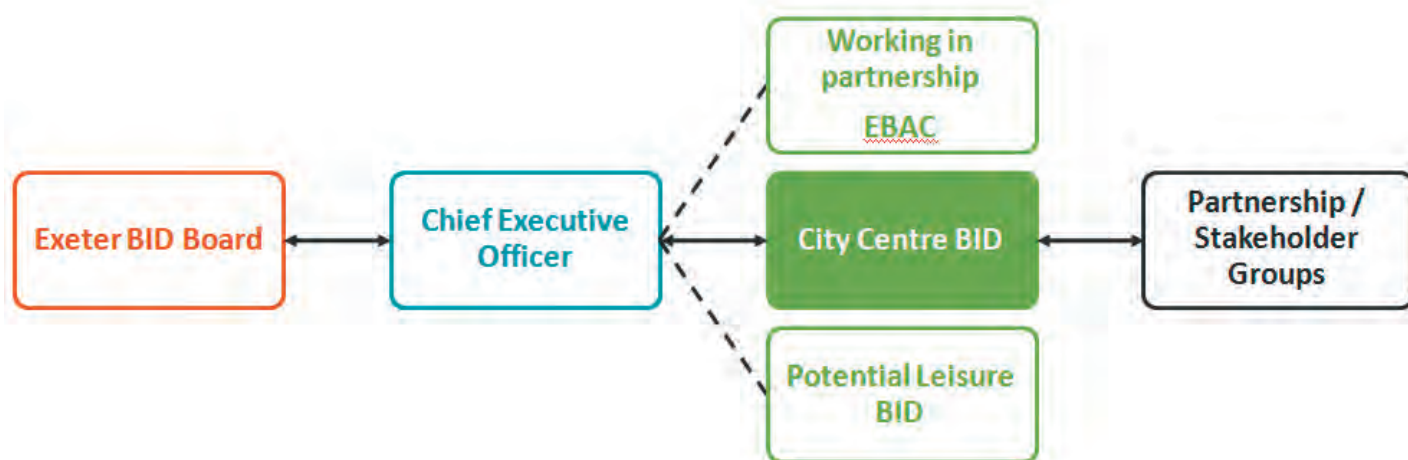 Exeter BID Board
Chief Executive
Officer
Working in
partnership
EBAC
City Centre BID
Potential Leisure
BID
Partnership /
Stakeholder
Groups